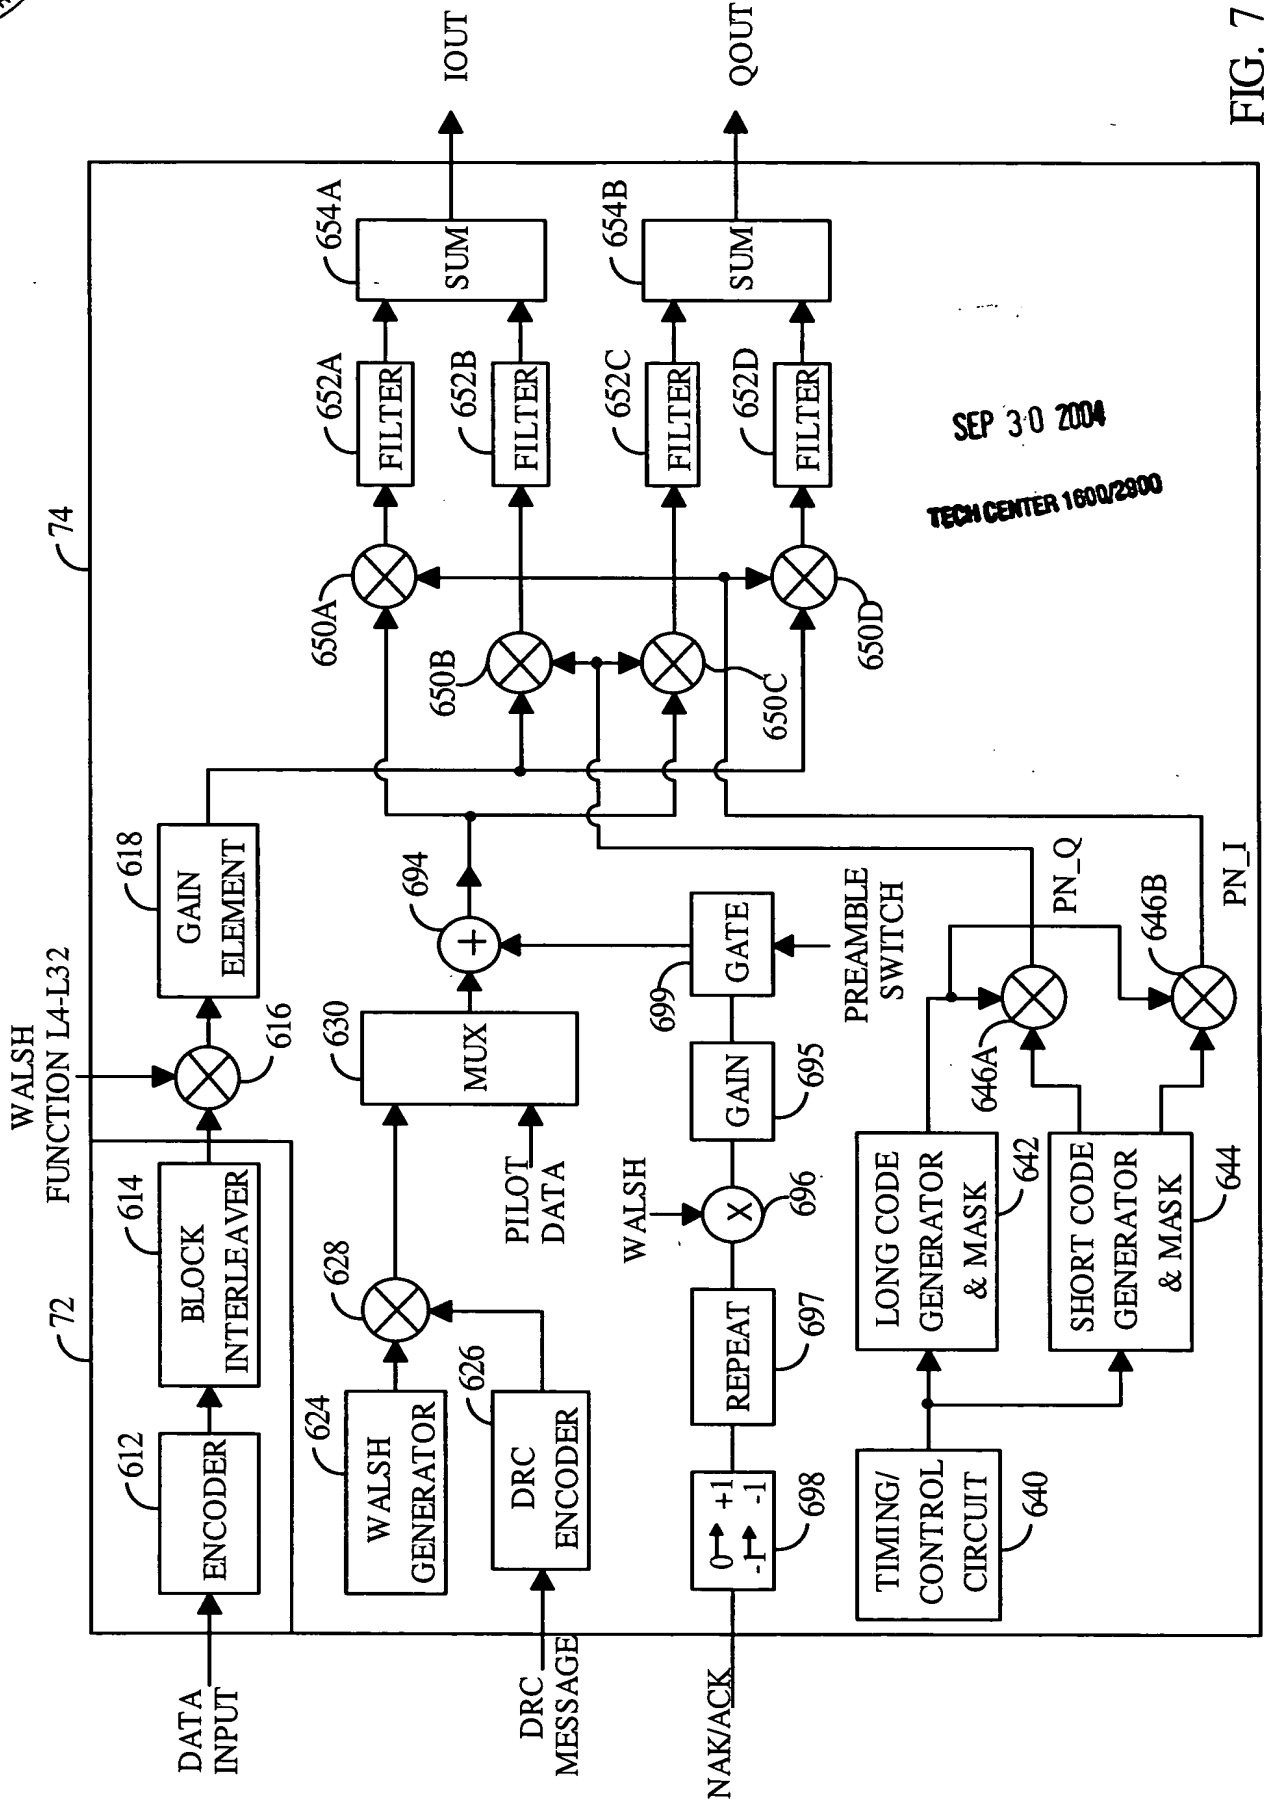 WALSH
FUNCTION L4-L32
72
74
DATA
INPUT
612
ENCODER
614
BLOCK
INTERLEAVER
616
618
GAIN
ELEMENT
624
WALSH
GENERATOR
626
DRC
ENCODER
DRC
MESSAGE
628
PILOT
DATA
630
MUX
694
+
NAK/ACK
0 +1
-1 -1
698
REPEAT
697
WALSH
X
696
GAIN
695
GATE
699
PREAMBLE
SWITCH
TIMING/
CONTROL
CIRCUIT
640
LONG CODE
GENERATOR
& MASK
642
SHORT CODE
GENERATOR
& MASK
644
646A
646B
PN_Q
PN_I
650A
650B
650C
650D
652A
FILTER
652B
FILTER
652C
FILTER
652D
FILTER
654A
SUM
654B
SUM
IOUT
QOUT
SEP 30 2004
TECH CENTER 1600/2900
FIG. 7